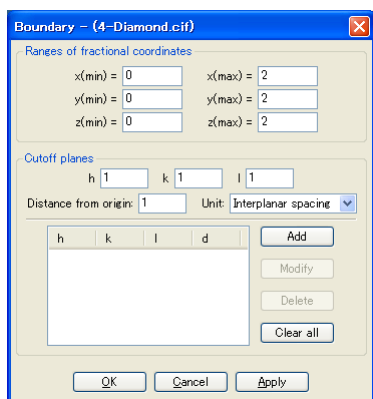 Boundary - (4-Diamond.cif)
Ranges of fractional coordinates
x(min) = 0 x(max) = 2
y(min) = 0 y(max) = 2
z(min) = 0 z(max) = 2
Cutoff planes
h 1 k 1 l 1
Distance from origin: 1 Unit: Interplanar spacing
h k l d
Add
Modify
Delete
Clear all
OK Cancel Apply